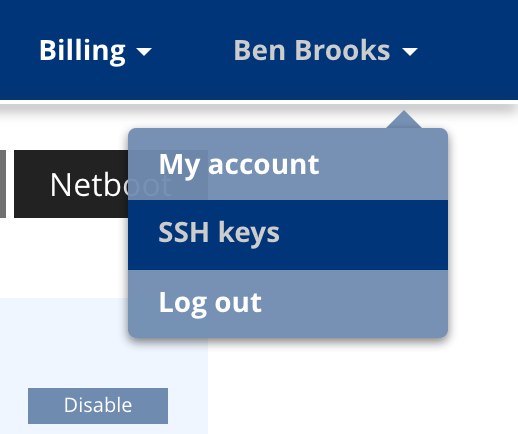 Billing
Ben Brooks
Netboot
My account
SSH keys
Log out
Disable